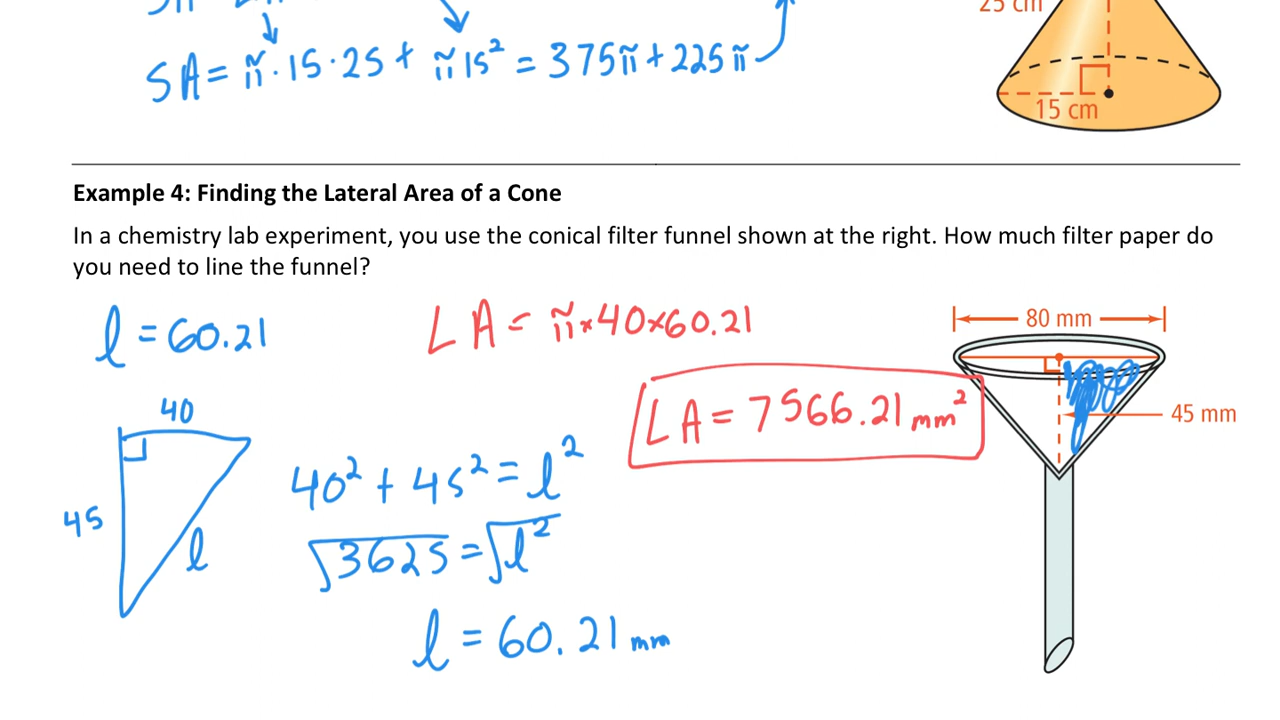 25 cm
SA = π · 15 · 25 + π15² = 375π + 225π
15 cm
Example 4: Finding the Lateral Area of a Cone
In a chemistry lab experiment, you use the conical filter funnel shown at the right. How much filter paper do
you need to line the funnel?
l = 60.21
LA = π×40×60.21
80 mm
40
LA = 7566.21 mm²
45 mm
40² + 45² = l²
45
l
√3625 = √l²
l = 60.21 mm